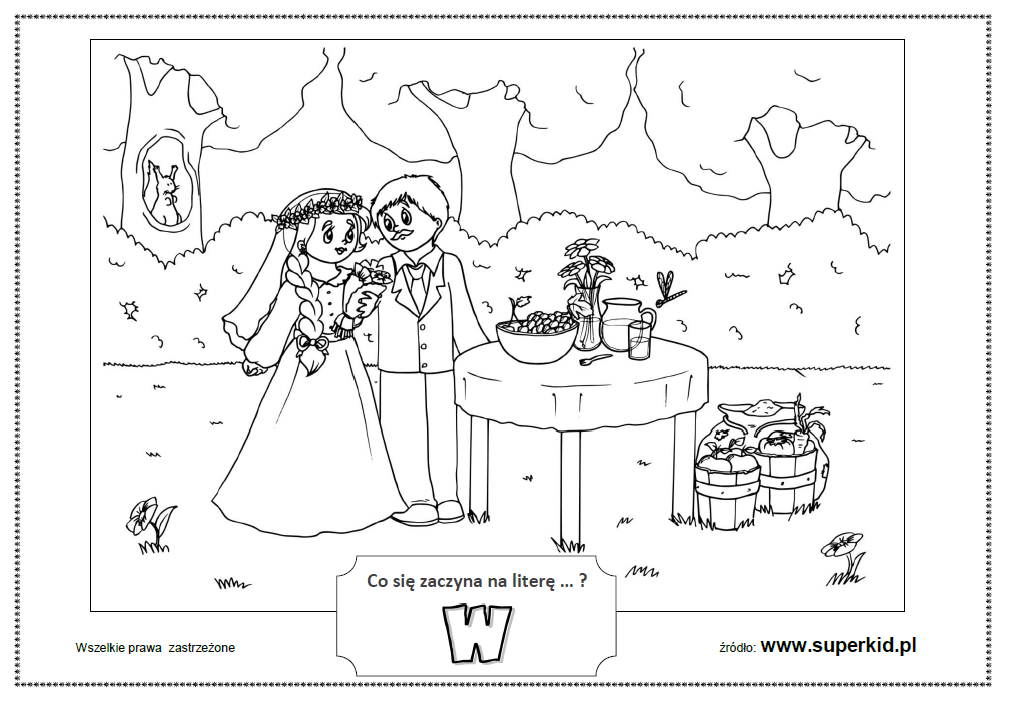 Co się zaczyna na literę ... ?
W
Wszelkie prawa zastrzeżone
źródło: www.superkid.pl